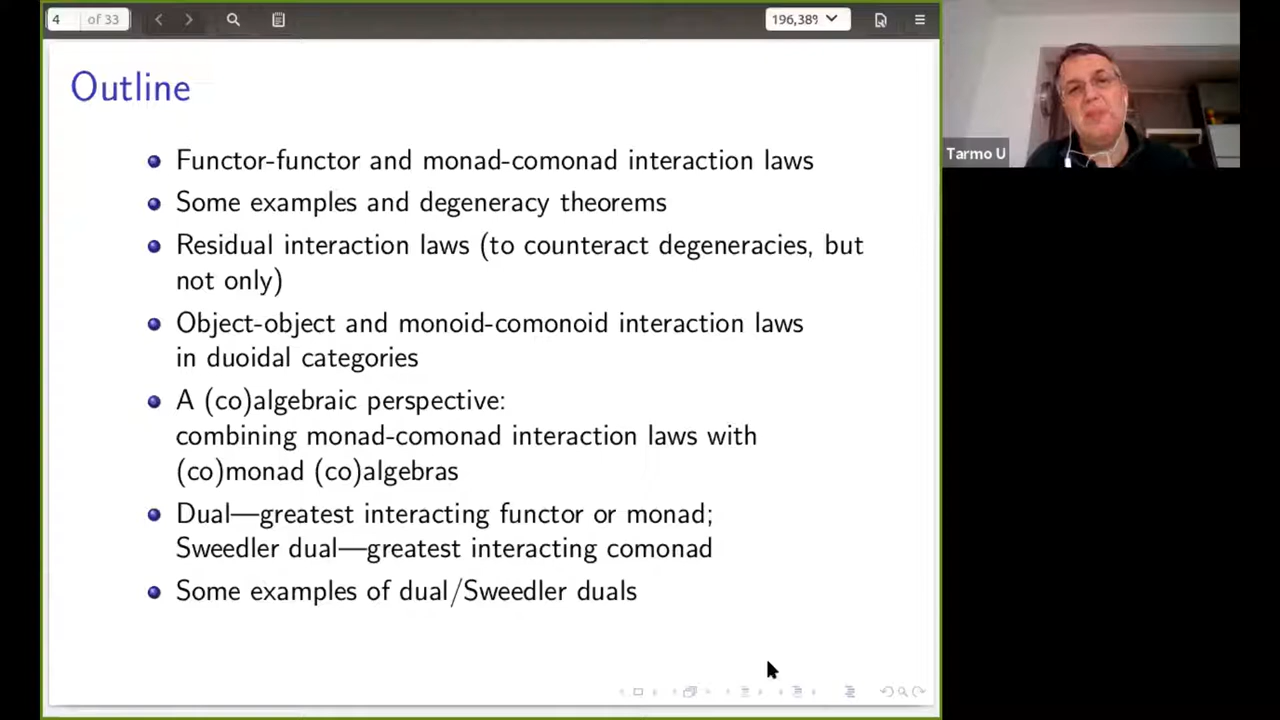 4 of 33 196,38%
Outline
Functor-functor and monad-comonad interaction laws
Some examples and degeneracy theorems
Residual interaction laws (to counteract degeneracies, but
not only)
Object-object and monoid-comonoid interaction laws
in duoidal categories
A (co)algebraic perspective:
combining monad-comonad interaction laws with
(co)monad (co)algebras
Dual—greatest interacting functor or monad;
Sweedler dual—greatest interacting comonad
Some examples of dual/Sweedler duals
Tarmo U